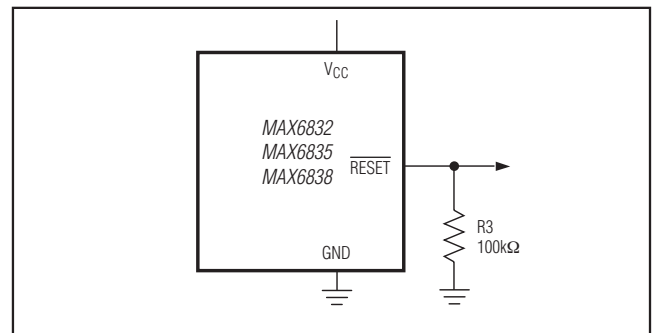 VCC
MAX6832
MAX6835
MAX6838
RESET
GND
R3
100kΩ